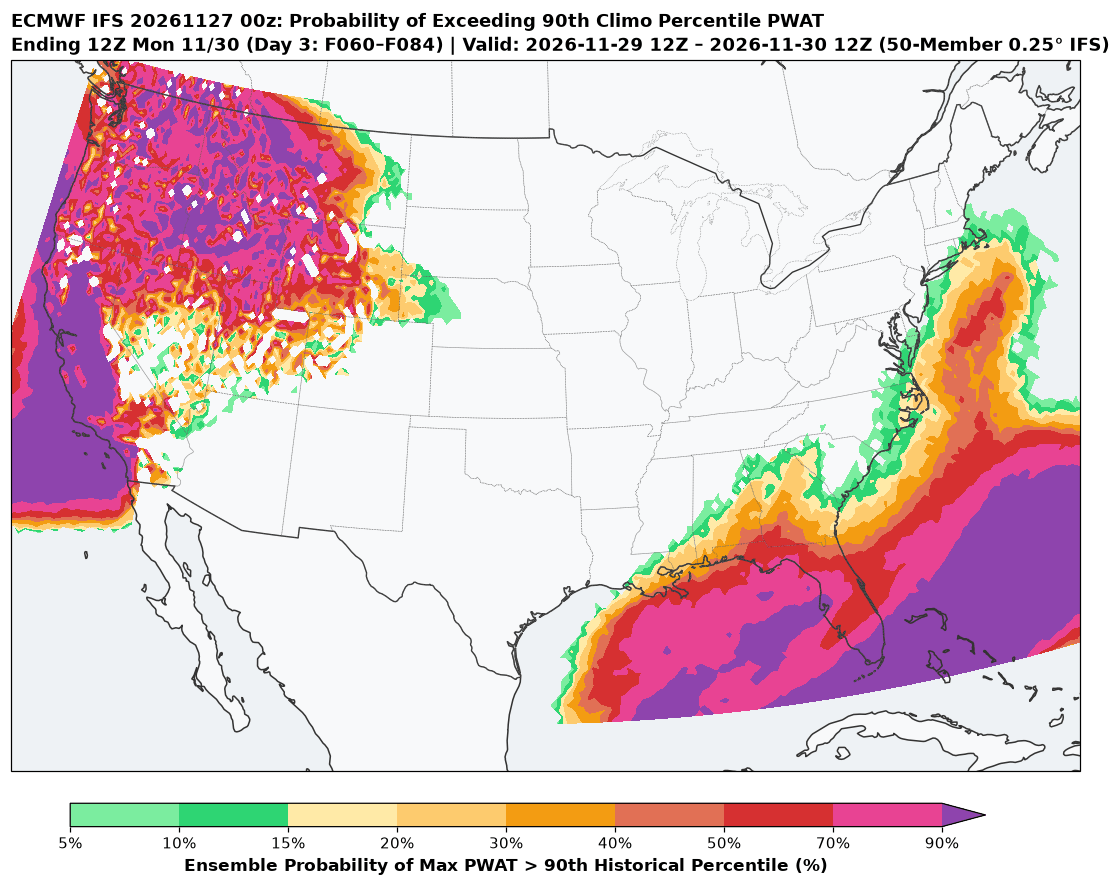 ECMWF IFS 20261127 00z: Probability of Exceeding 90th Climo Percentile PWAT
Ending 12Z Mon 11/30 (Day 3: F060–F084) | Valid: 2026-11-29 12Z – 2026-11-30 12Z (50-Member 0.25° IFS)
5% 10% 15% 20% 30% 40% 50% 70% 90%
Ensemble Probability of Max PWAT > 90th Historical Percentile (%)